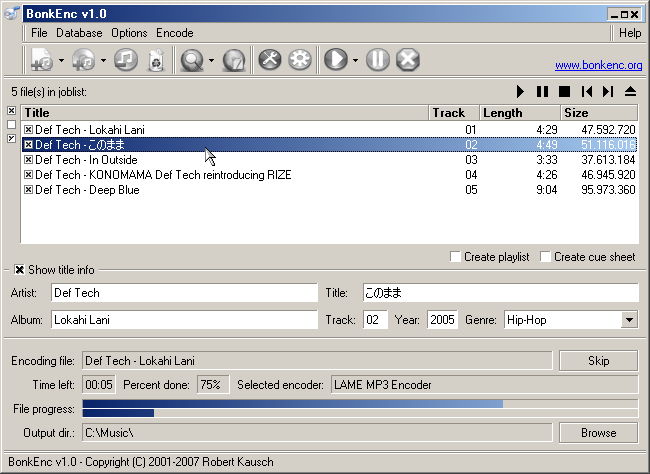 BonkEnc v1.0
File Database Options Encode Help
www.bonkenc.org
5 file(s) in joblist:
Title Track Length Size
Def Tech - Lokahi Lani 01 4:29 47.592.720
Def Tech - このまま 02 4:49 51.116.016
Def Tech - In Outside 03 3:33 37.613.184
Def Tech - KONOMAMA Def Tech reintroducing RIZE 04 4:26 46.945.920
Def Tech - Deep Blue 05 9:04 95.973.360
Create playlist Create cue sheet
Show title info
Artist: Def Tech Title: このまま
Album: Lokahi Lani Track: 02 Year: 2005 Genre: Hip-Hop
Encoding file: Def Tech - Lokahi Lani Skip
Time left: 00:05 Percent done: 75% Selected encoder: LAME MP3 Encoder
File progress:
Output dir.: C:\Music\ Browse
BonkEnc v1.0 - Copyright (C) 2001-2007 Robert Kausch